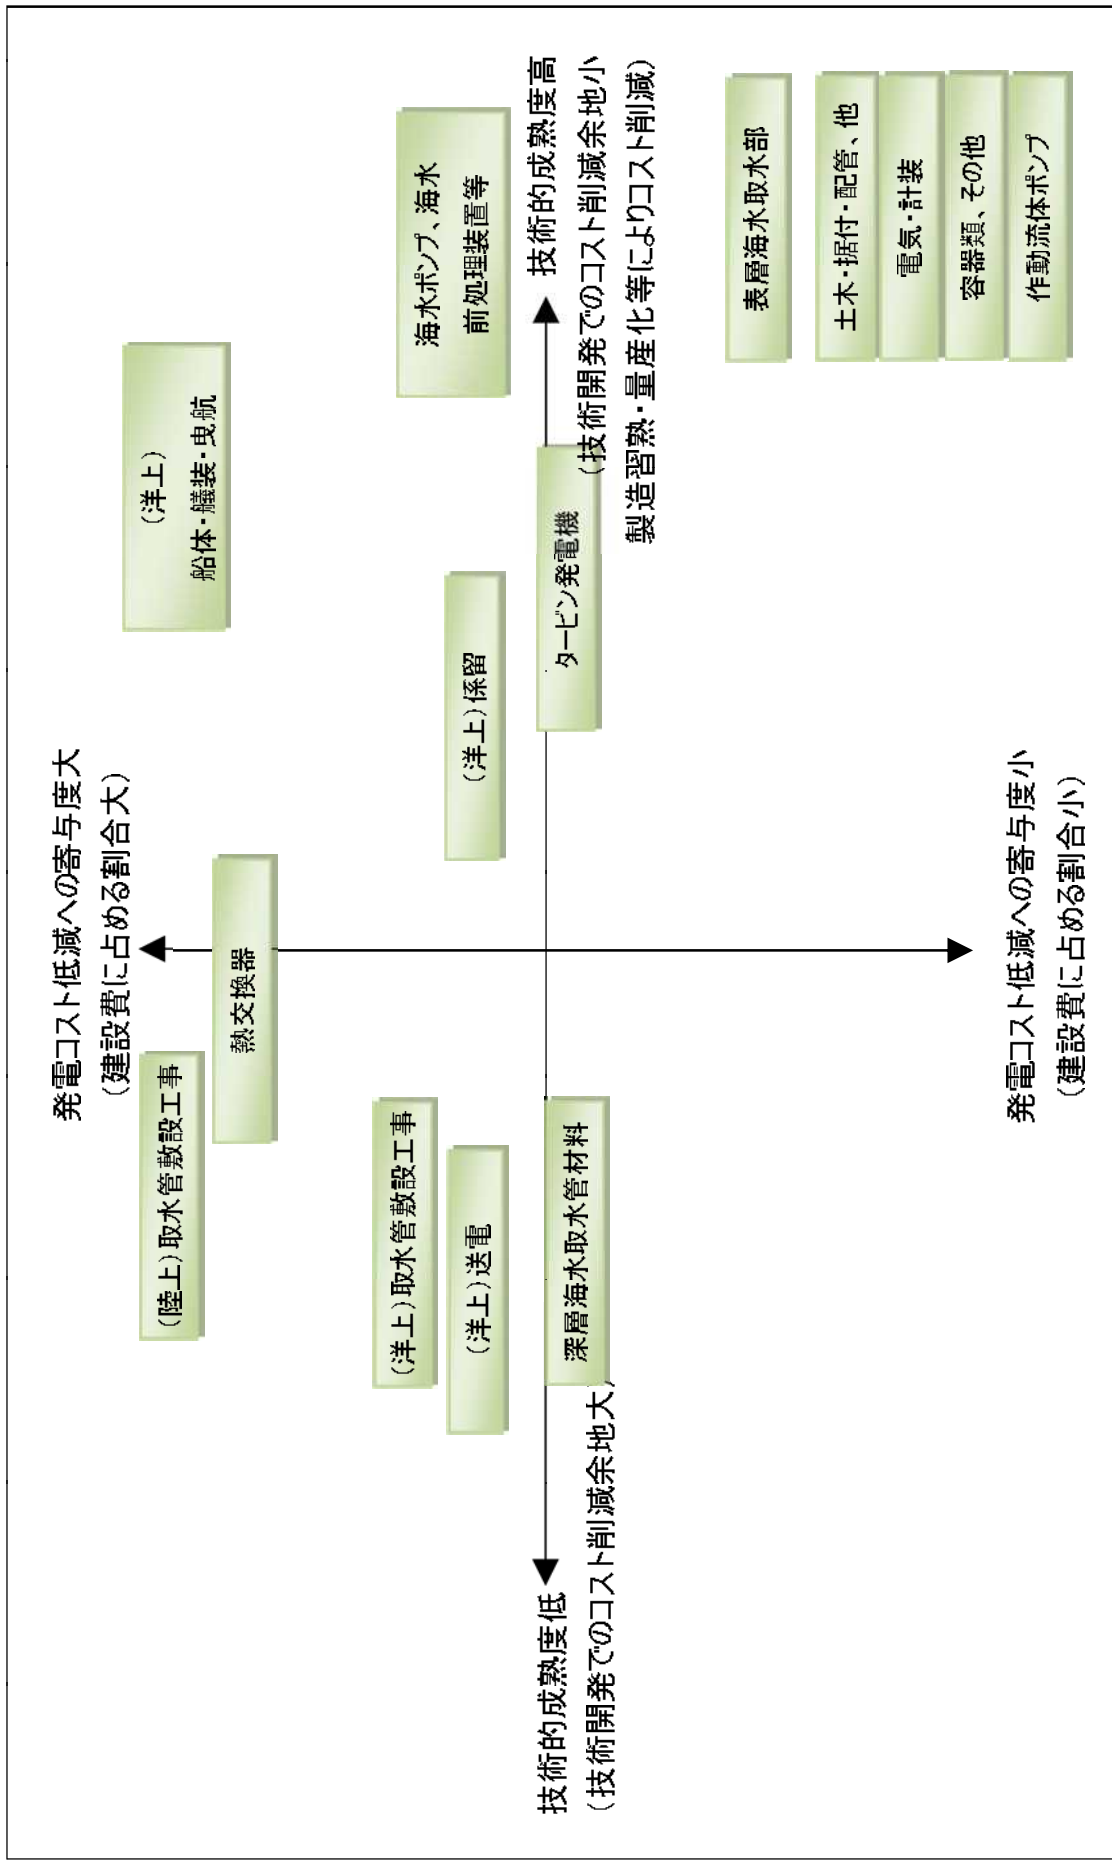 発電コスト低減への寄与度大
（建設費に占める割合大）
（洋上）
船体・艤装・曳航
（陸上）取水管敷設工事
熱交換器
（洋上）取水管敷設工事
（洋上）送電
（洋上）係留
海水ポンプ、海水
前処理装置等
技術的成熟度低
（技術開発でのコスト削減余地大）
深層海水取水管材料
タービン発電機
技術的成熟度高
（技術開発でのコスト削減余地小
製造習熟・量産化等によりコスト削減）
表層海水取水部
土木・据付・配管、他
電気・計装
容器類、その他
作動流体ポンプ
発電コスト低減への寄与度小
（建設費に占める割合小）